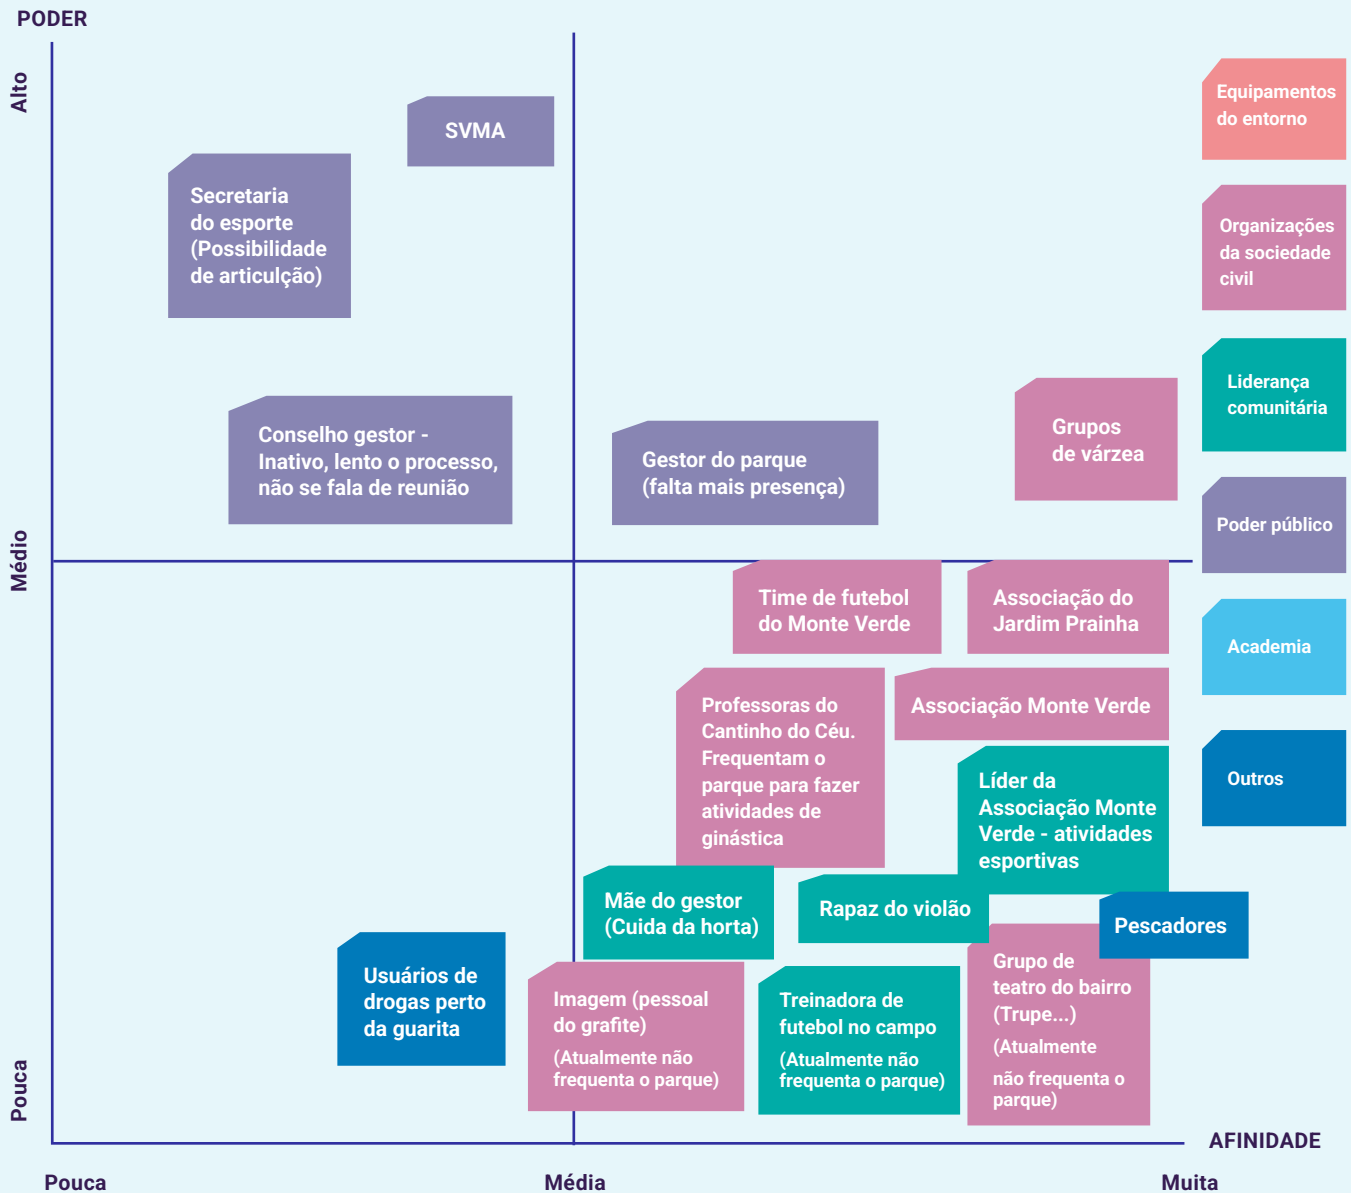 PODER
Alto
SVMA
Equipamentos
do entorno
Secretaria
do esporte
(Possibilidade
de articulção)
Organizações
da sociedade
civil
Liderança
comunitária
Conselho gestor -
Inativo, lento o processo,
não se fala de reunião
Gestor do parque
(falta mais presença)
Grupos
de várzea
Poder público
Médio
Time de futebol
do Monte Verde
Associação do
Jardim Prainha
Academia
Professoras do
Cantinho do Céu.
Frequentam o
parque para fazer
atividades de
ginástica
Associação Monte Verde
Líder da
Associação Monte
Verde - atividades
esportivas
Outros
Mãe do gestor
(Cuida da horta)
Rapaz do violão
Pescadores
Usuários de
drogas perto
da guarita
Imagem (pessoal
do grafite)
(Atualmente não
frequenta o parque)
Treinadora de
futebol no campo
(Atualmente não
frequenta o parque)
Grupo de
teatro do bairro
(Trupe...)
(Atualmente
não frequenta o
parque)
Pouca
AFINIDADE
Pouca
Média
Muita